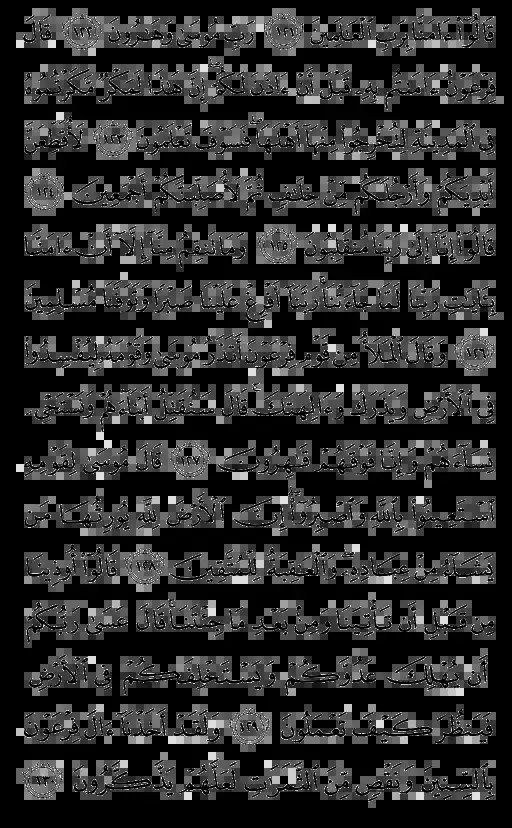 قَالُوٓا۟ ءَامَنَّا بِرَبِّ ٱلْعَٰلَمِينَ ١٢١ رَبِّ مُوسَىٰ وَهَٰرُونَ ١٢٢ قَالَ
فِرْعَوْنُ ءَامَنتُم بِهِۦ قَبْلَ أَنْ ءَاذَنَ لَكُمْ إِنَّ هَٰذَا لَمَكْرٌ مَّكَرْتُمُوهُ
فِى ٱلْمَدِينَةِ لِتُخْرِجُوا۟ مِنْهَآ أَهْلَهَا فَسَوْفَ تَعْلَمُونَ ١٢٣ لَأُقَطِّعَنَّ
أَيْدِيَكُمْ وَأَرْجُلَكُم مِّنْ خِلَٰفٍ ثُمَّ لَأُصَلِّبَنَّكُمْ أَجْمَعِينَ ١٢٤
قَالُوٓا۟ إِنَّآ إِلَىٰ رَبِّنَا مُنقَلِبُونَ ١٢٥ وَمَا تَنقِمُ مِنَّآ إِلَّآ أَنْ ءَامَنَّا
بِـَٔايَٰتِ رَبِّنَا لَمَّا جَآءَتْنَا رَبَّنَآ أَفْرِغْ عَلَيْنَا صَبْرًا وَتَوَفَّنَا مُسْلِمِينَ
١٢٦ وَقَالَ ٱلْمَلَأُ مِن قَوْمِ فِرْعَوْنَ أَتَذَرُ مُوسَىٰ وَقَوْمَهُۥ لِيُفْسِدُوا۟
فِى ٱلْأَرْضِ وَيَذَرَكَ وَءَالِهَتَكَ قَالَ سَنُقَتِّلُ أَبْنَآءَهُمْ وَنَسْتَحْىِۦ
نِسَآءَهُمْ وَإِنَّا فَوْقَهُمْ قَٰهِرُونَ ١٢٧ قَالَ مُوسَىٰ لِقَوْمِهِ
ٱسْتَعِينُوا۟ بِٱللَّهِ وَٱصْبِرُوٓا۟ إِنَّ ٱلْأَرْضَ لِلَّهِ يُورِثُهَا مَن
يَشَآءُ مِنْ عِبَادِهِۦ وَٱلْعَٰقِبَةُ لِلْمُتَّقِينَ ١٢٨ قَالُوٓا۟ أُوذِينَا
مِن قَبْلِ أَن تَأْتِيَنَا وَمِنۢ بَعْدِ مَا جِئْتَنَا قَالَ عَسَىٰ رَبُّكُمْ
أَن يُهْلِكَ عَدُوَّكُمْ وَيَسْتَخْلِفَكُمْ فِى ٱلْأَرْضِ
فَيَنظُرَ كَيْفَ تَعْمَلُونَ ١٢٩ وَلَقَدْ أَخَذْنَآ ءَالَ فِرْعَوْنَ
بِٱلسِّنِينَ وَنَقْصٍ مِّنَ ٱلثَّمَرَٰتِ لَعَلَّهُمْ يَذَّكَّرُونَ ١٣٠